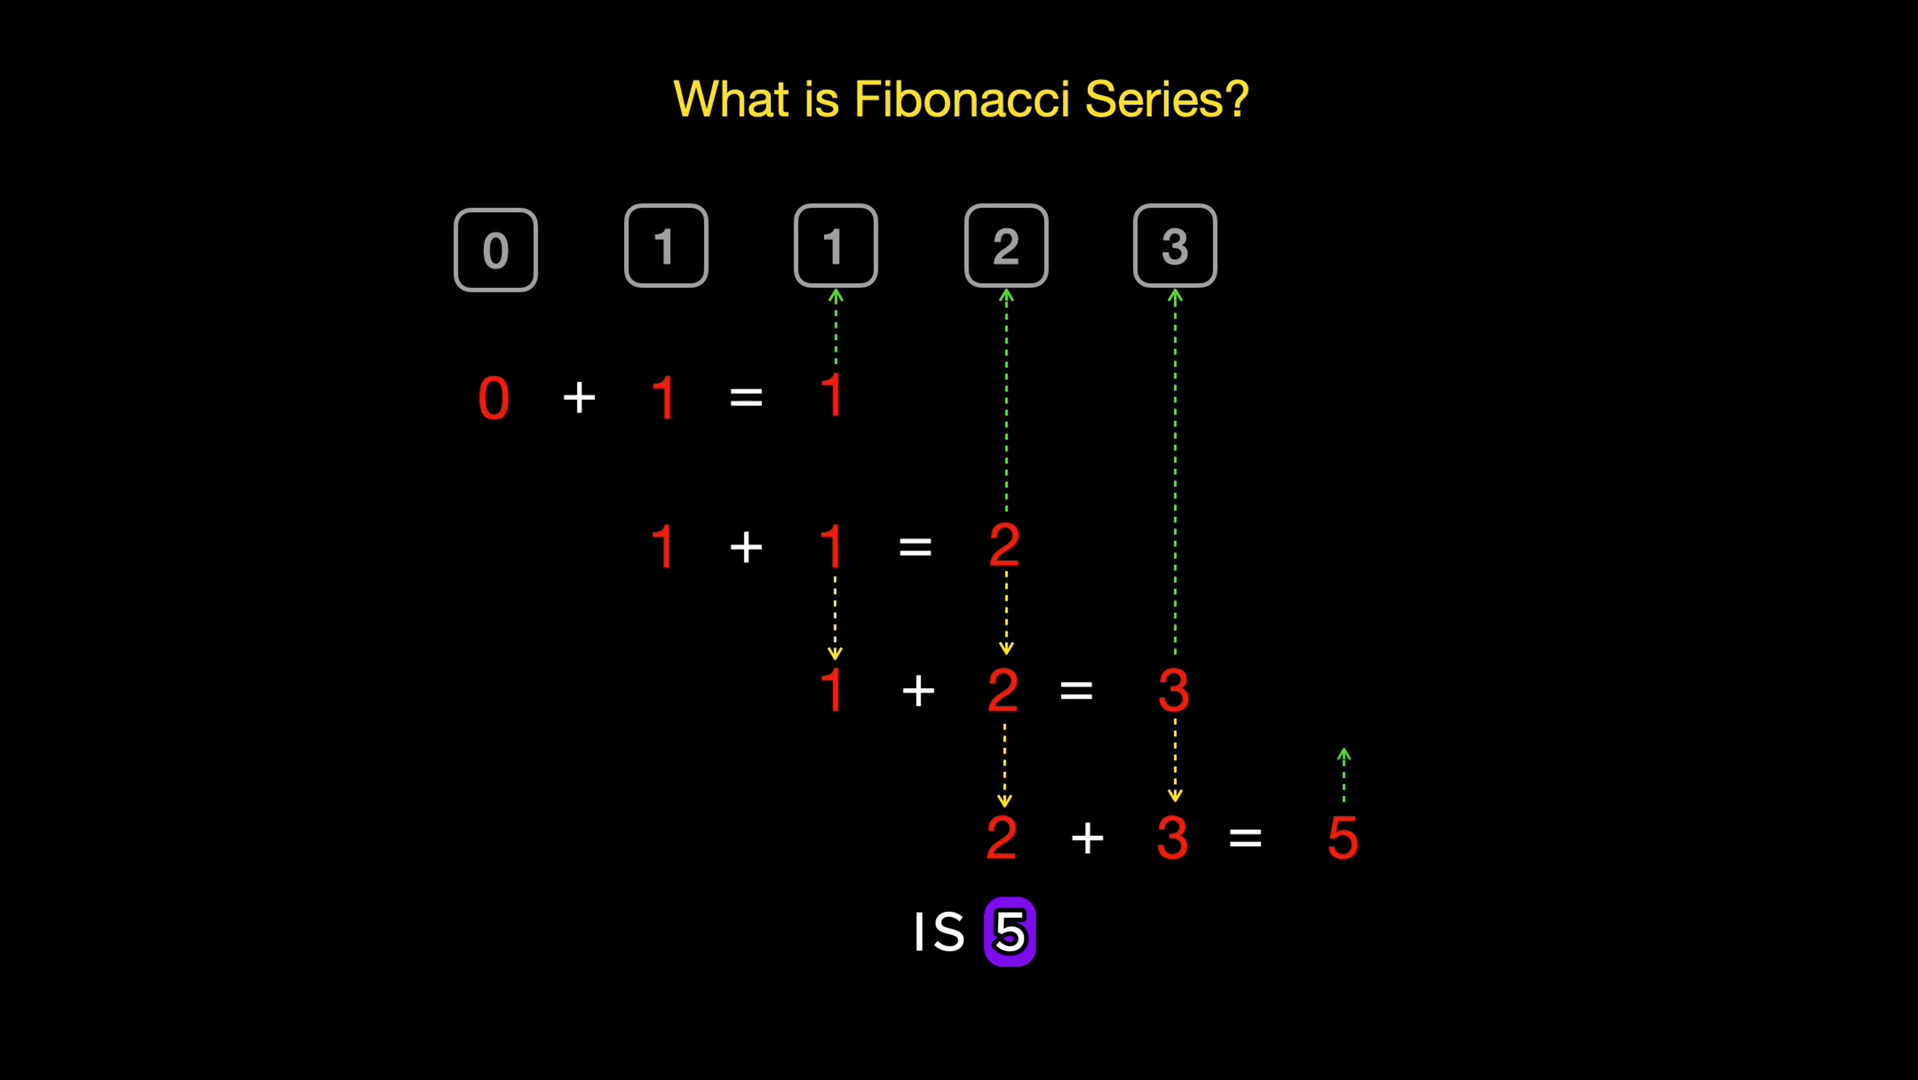 What is Fibonacci Series?
0 1 1 2 3
0 + 1 = 1
1 + 1 = 2
1 + 2 = 3
2 + 3 = 5
IS 5